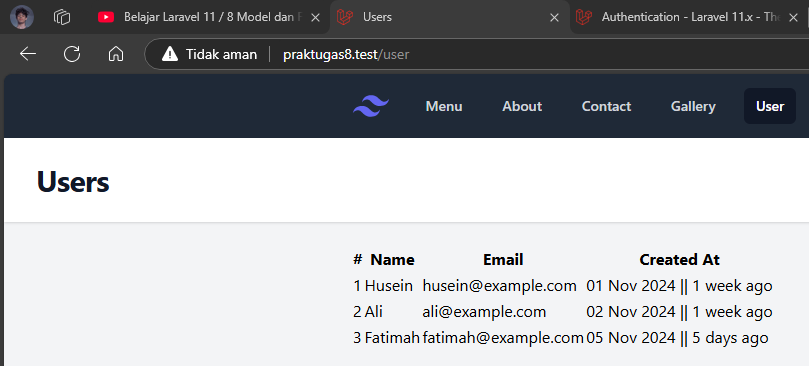 Belajar Laravel 11 / 8 Model dan
Users
Authentication - Laravel 11.x - The
Tidak aman
praktugas8.test/user
Menu About Contact Gallery User
Users
# Name Email Created At
1 Husein husein@example.com 01 Nov 2024 || 1 week ago
2 Ali ali@example.com 02 Nov 2024 || 1 week ago
3 Fatimah fatimah@example.com 05 Nov 2024 || 5 days ago